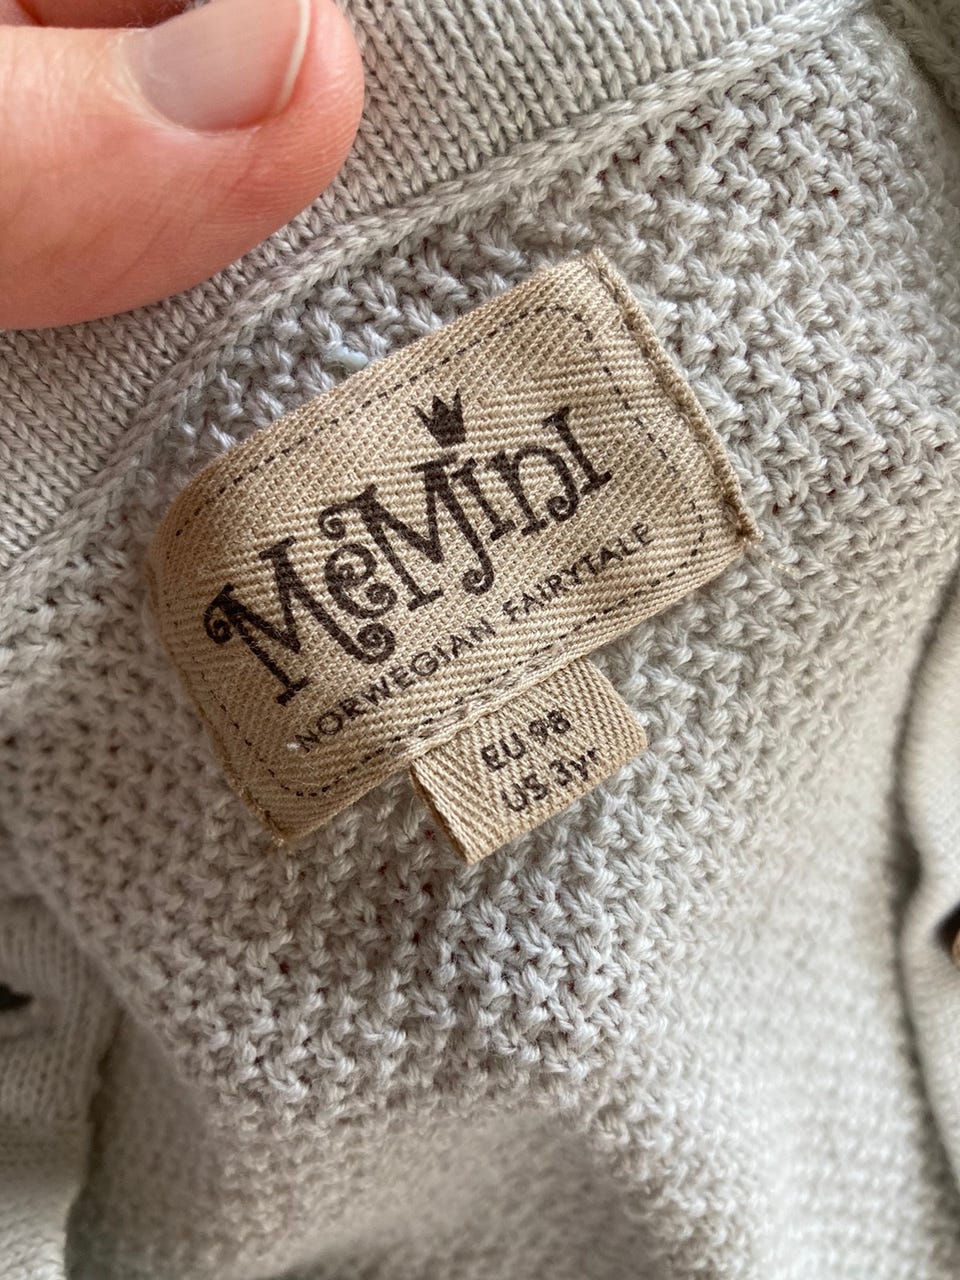 MeMini
NORWEGIAN FAIRYTALE
EU 98
US 3yr